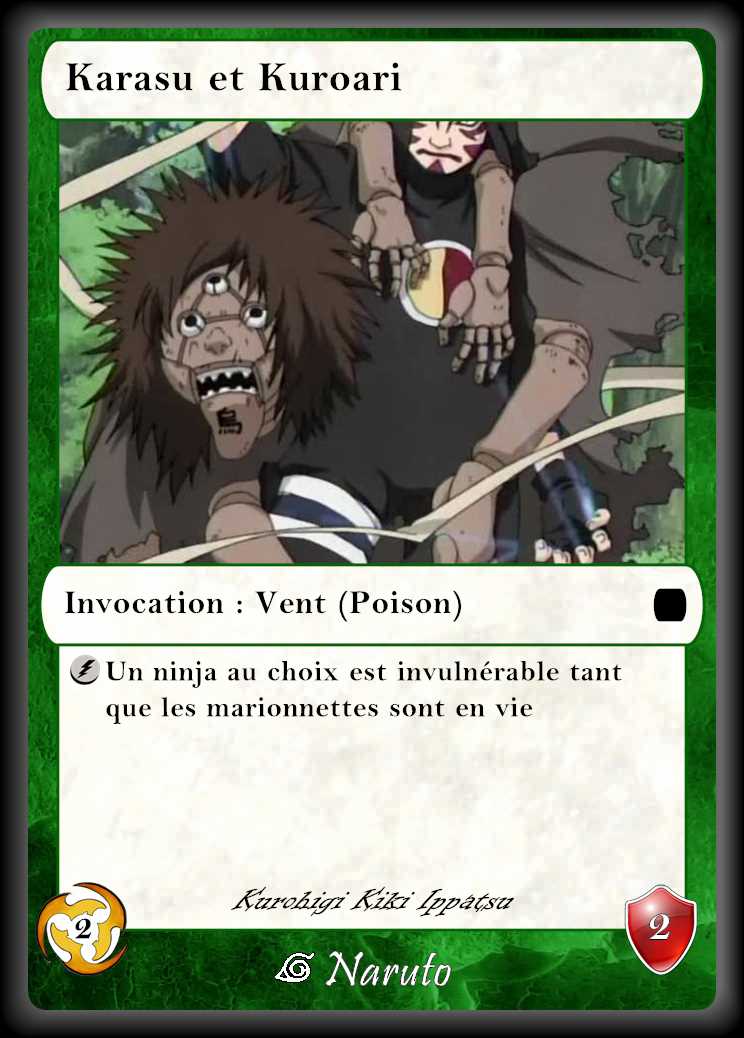 Karasu et Kuroari
烏
Invocation : Vent (Poison)
Un ninja au choix est invulnérable tant
que les marionnettes sont en vie
Kurohigi Kiki Ippatsu
2
2
Naruto